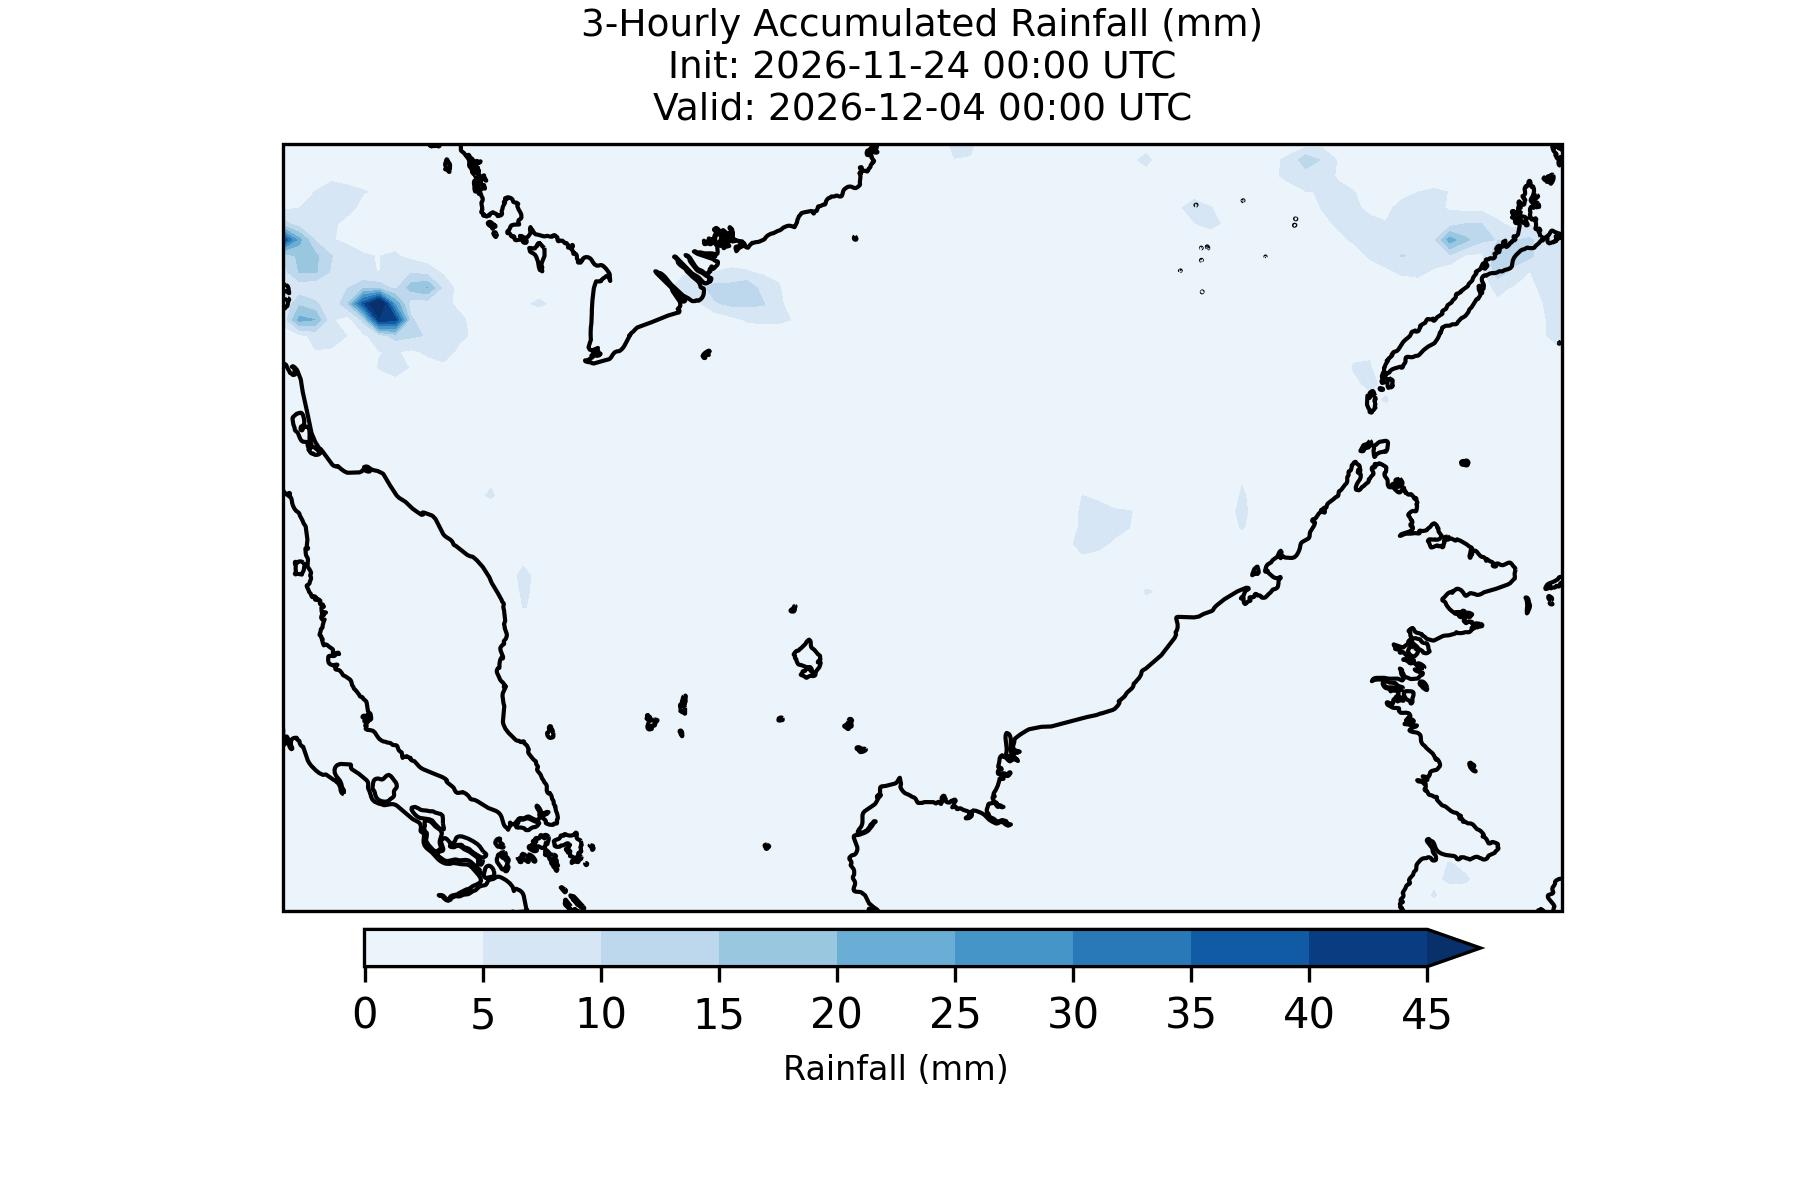 3-Hourly Accumulated Rainfall (mm)
Init: 2026-11-24 00:00 UTC
Valid: 2026-12-04 00:00 UTC
0 5 10 15 20 25 30 35 40 45
Rainfall (mm)